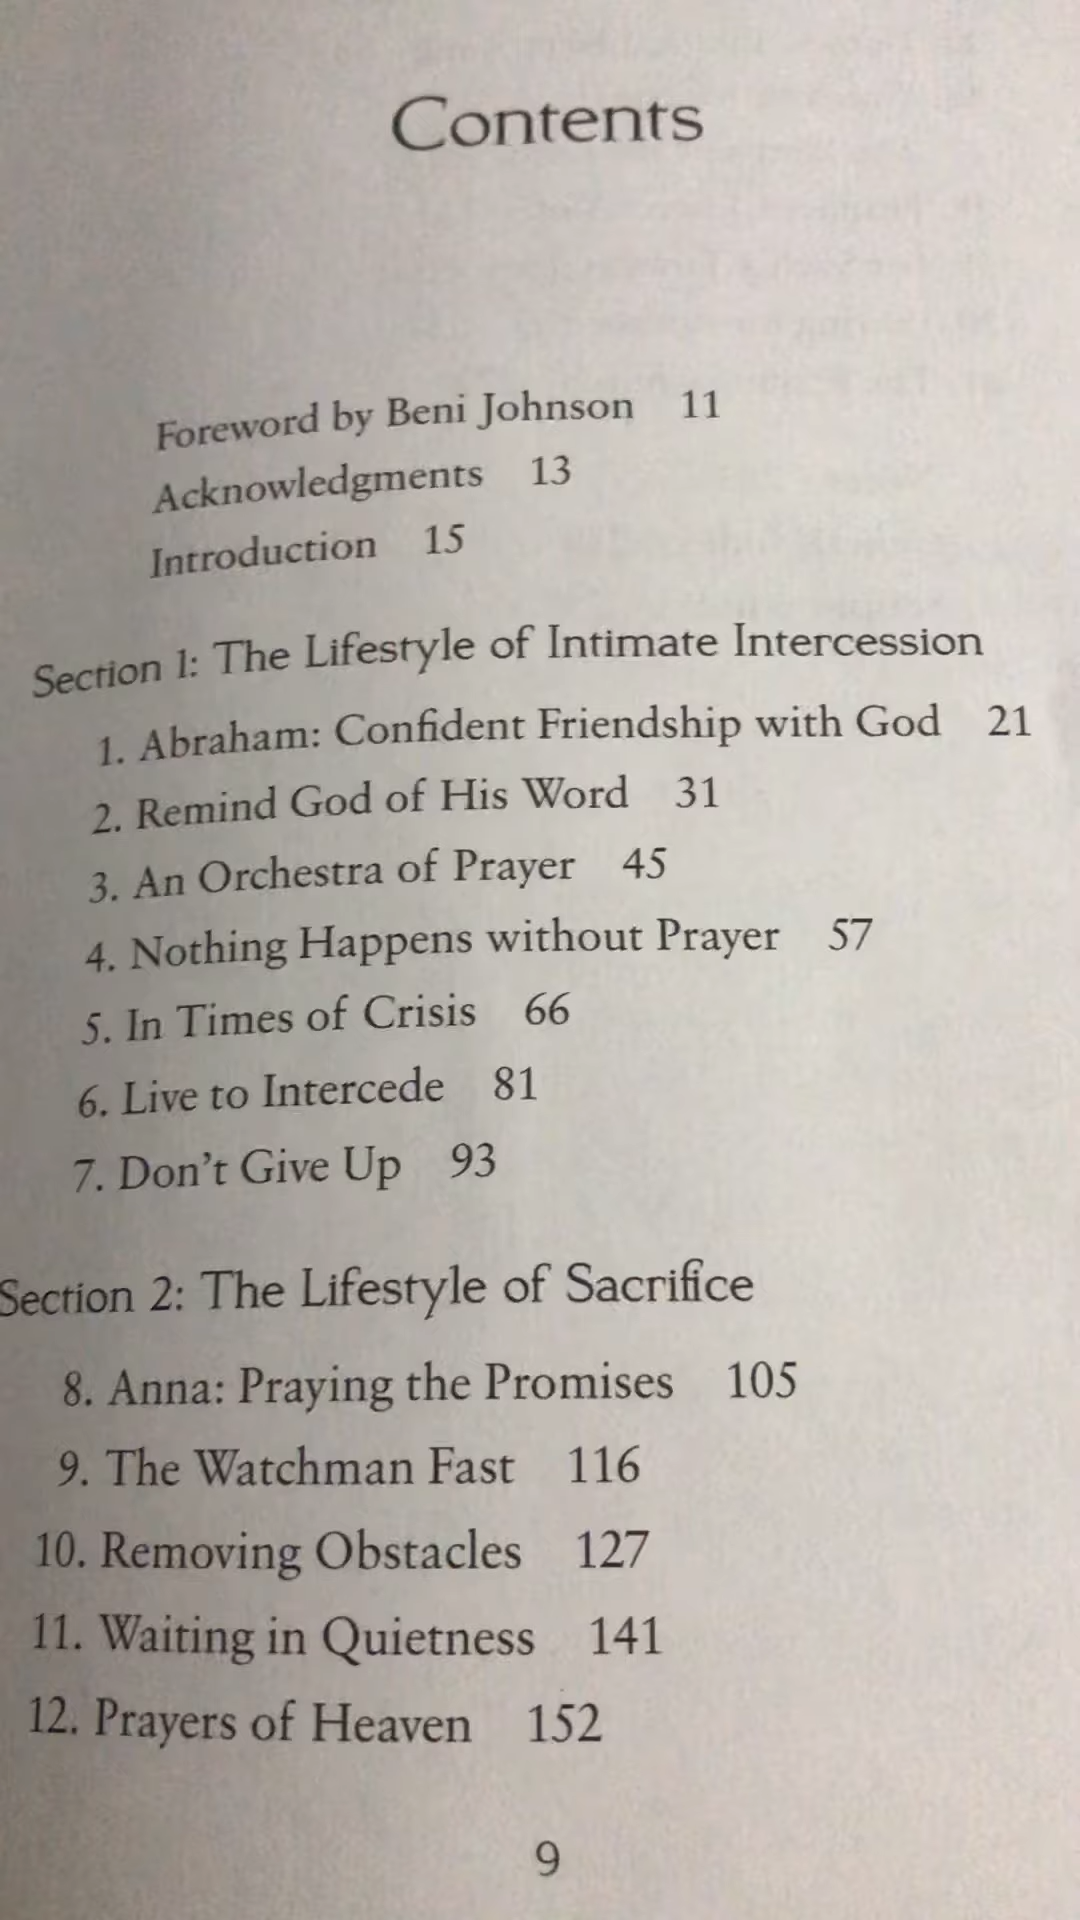 Contents
Foreword by Beni Johnson 11
Acknowledgments 13
Introduction 15
Section 1: The Lifestyle of Intimate Intercession
1. Abraham: Confident Friendship with God 21
2. Remind God of His Word 31
3. An Orchestra of Prayer 45
4. Nothing Happens without Prayer 57
5. In Times of Crisis 66
6. Live to Intercede 81
7. Don't Give Up 93
Section 2: The Lifestyle of Sacrifice
8. Anna: Praying the Promises 105
9. The Watchman Fast 116
10. Removing Obstacles 127
11. Waiting in Quietness 141
12. Prayers of Heaven 152
9